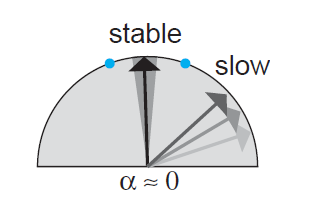 stable
slow
α ≈ 0